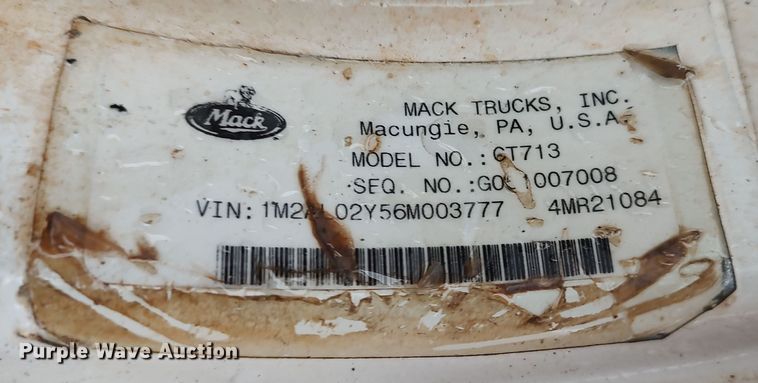 Mack
MACK TRUCKS, INC.
Macungie, PA, U.S.A.
MODEL NO.: CT713
SEQ. NO.:
VIN: 4MR21084
Purple Wave Auction